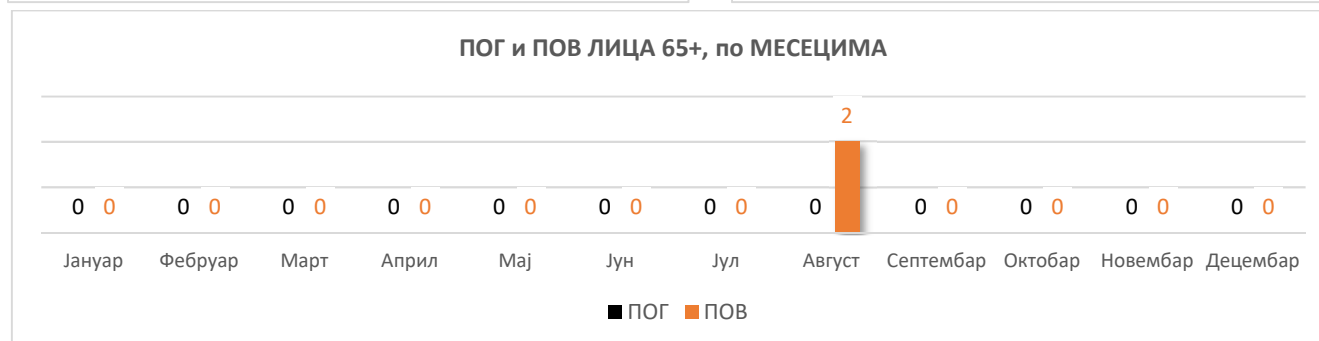 ПОГ и ПОВ ЛИЦА 65+, по МЕСЕЦИМА
2
0 0 0 0 0 0 0 0 0 0 0 0 0 0 0 0 0 0 0 0 0 0 0
Јануар Фебруар Март Април Мај Јун Јул Август Септембар Октобар Новембар Децембар
ПОГ ПОВ